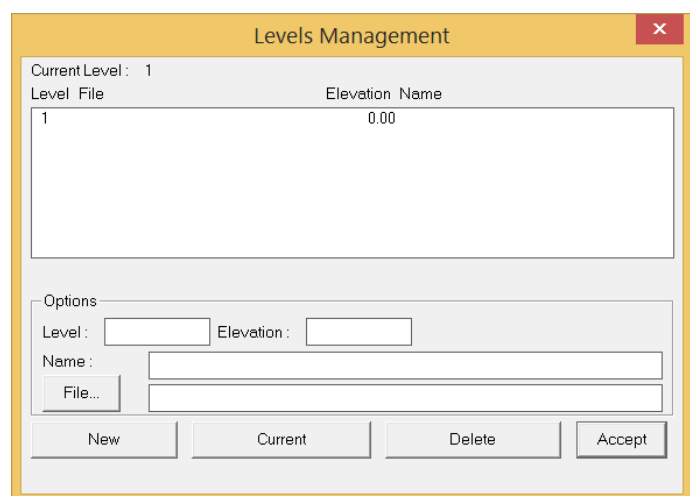 Levels Management
Current Level : 1
Level File Elevation Name
1 0.00
Options
Level : Elevation :
Name :
File...
New Current Delete Accept